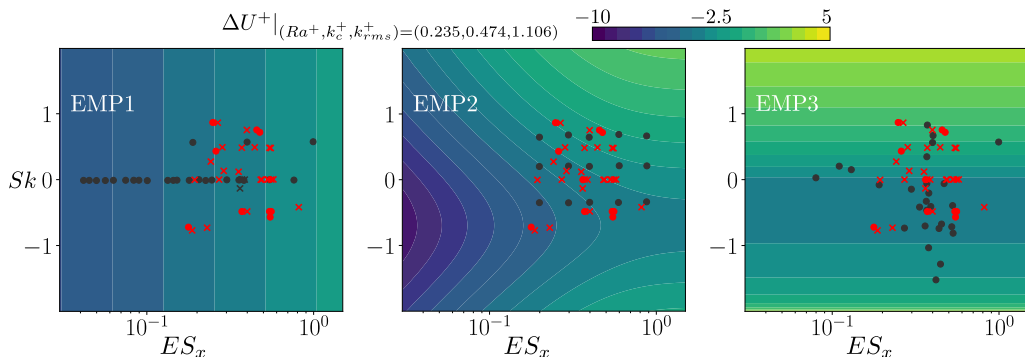 ΔU⁺|(Ra⁺,k_c⁺,k_rms⁺)=(0.235,0.474,1.106)
−10 −2.5 5
EMP1 EMP2 EMP3
1 1 1
Sk 0 0 0
−1 −1 −1
10⁻¹ 10⁰ 10⁻¹ 10⁰ 10⁻¹ 10⁰
ES_x ES_x ES_x